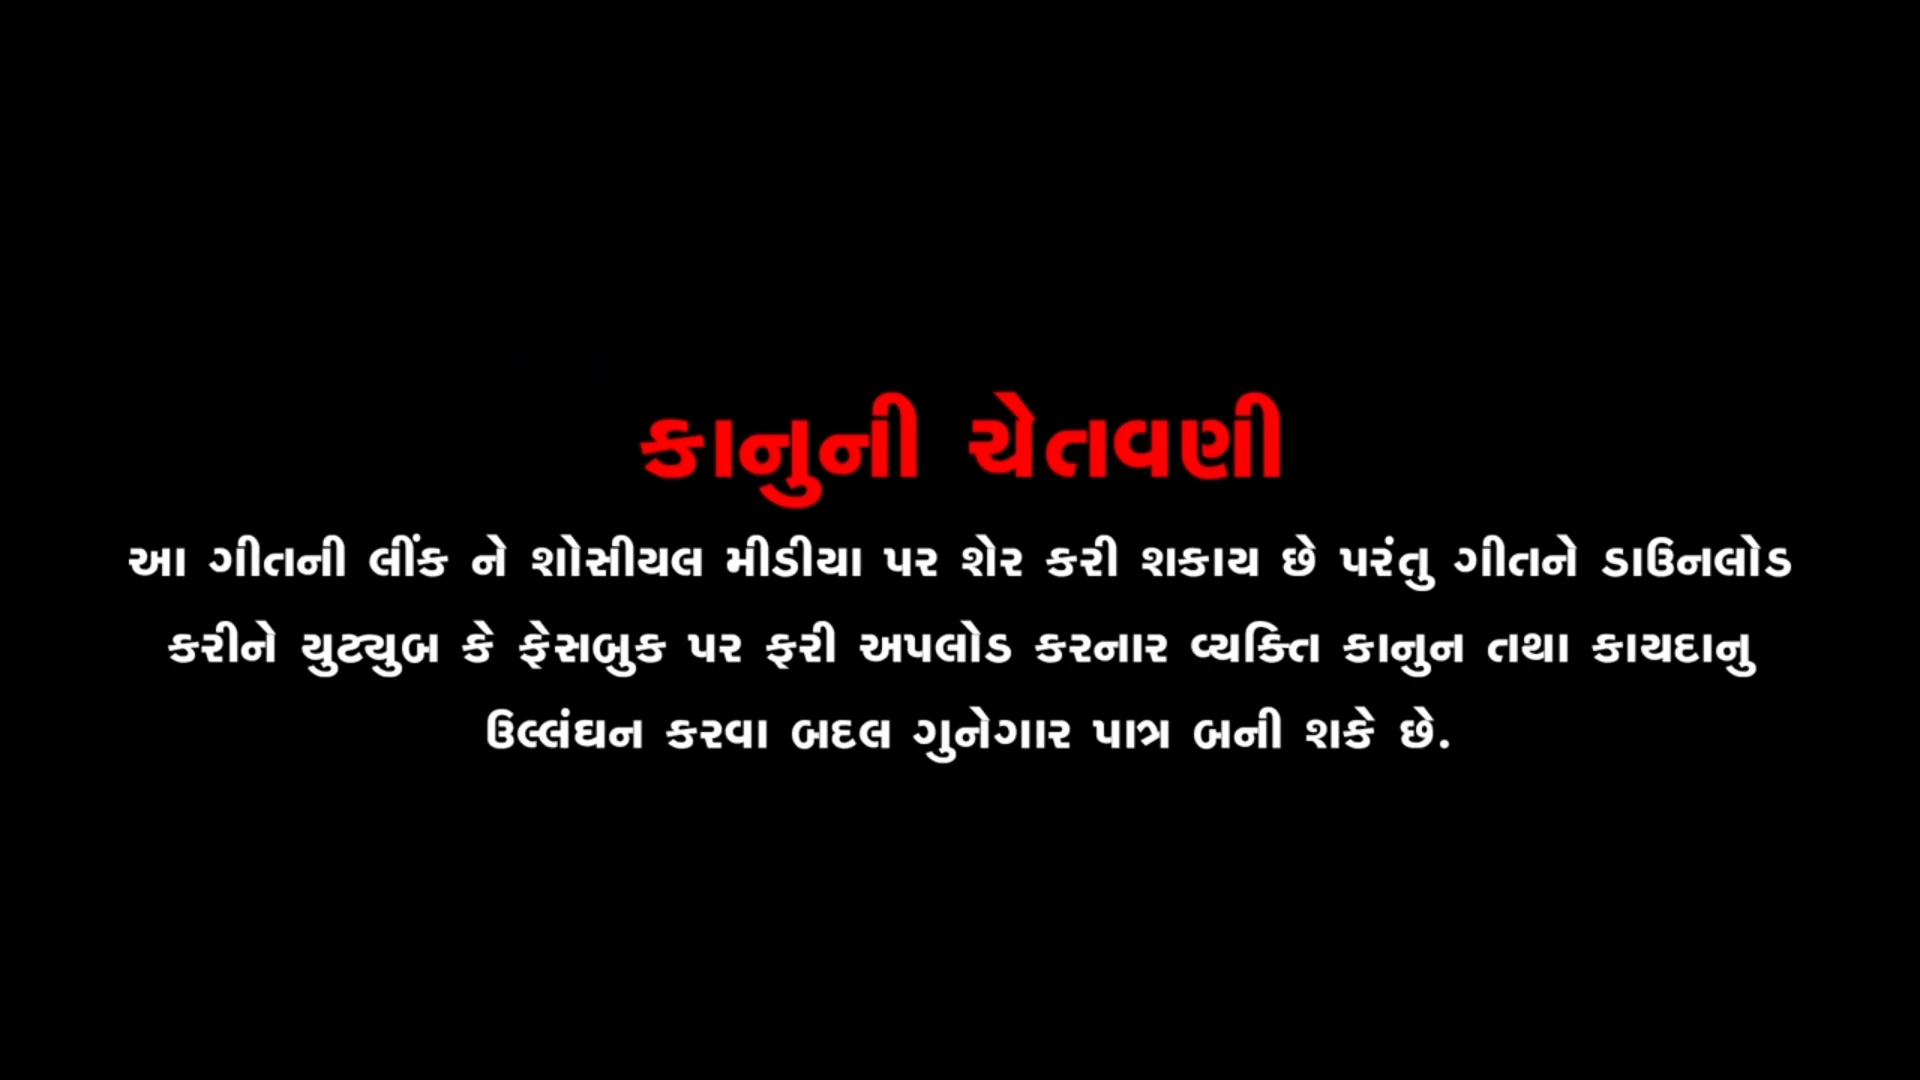 કાનુની ચેતવણી
આ ગીતની લીંક ને શોસીયલ મીડીયા પર શેર કરી શકાય છે પરંતુ ગીતને ડાઉનલોડ
કરીને યુટ્યુબ કે ફેસબુક પર ફરી અપલોડ કરનાર વ્યક્તિ કાનુન તથા કાયદાનુ
ઉલ્લંઘન કરવા બદલ ગુનેગાર પાત્ર બની શકે છે.